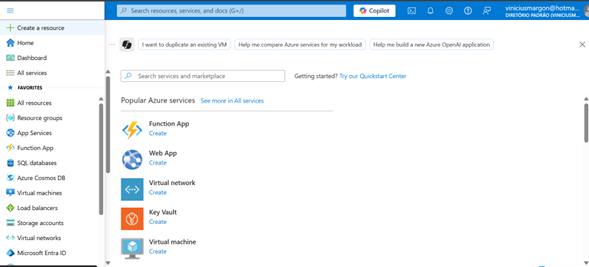 Search resources, services, and docs (G+/)
Copilot
viniciusmargon@hotma...
DIRETÓRIO PADRÃO (VINICIUSM...
Create a resource
Home
Dashboard
All services
FAVORITES
All resources
Resource groups
App Services
Function App
SQL databases
Azure Cosmos DB
Virtual machines
Load balancers
Storage accounts
Virtual networks
Microsoft Entra ID
I want to duplicate an existing VM
Help me compare Azure services for my workload
Help me build a new Azure OpenAI application
Search services and marketplace
Getting started? Try our Quickstart Center
Popular Azure services See more in All services
Function App
Create
Web App
Create
Virtual network
Create
Key Vault
Create
Virtual machine
Create